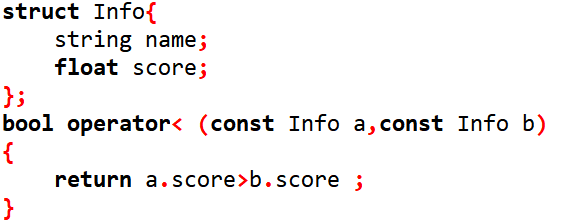 struct Info{
    string name;
    float score;
};
bool operator< (const Info a,const Info b)
{
    return a.score>b.score ;
}